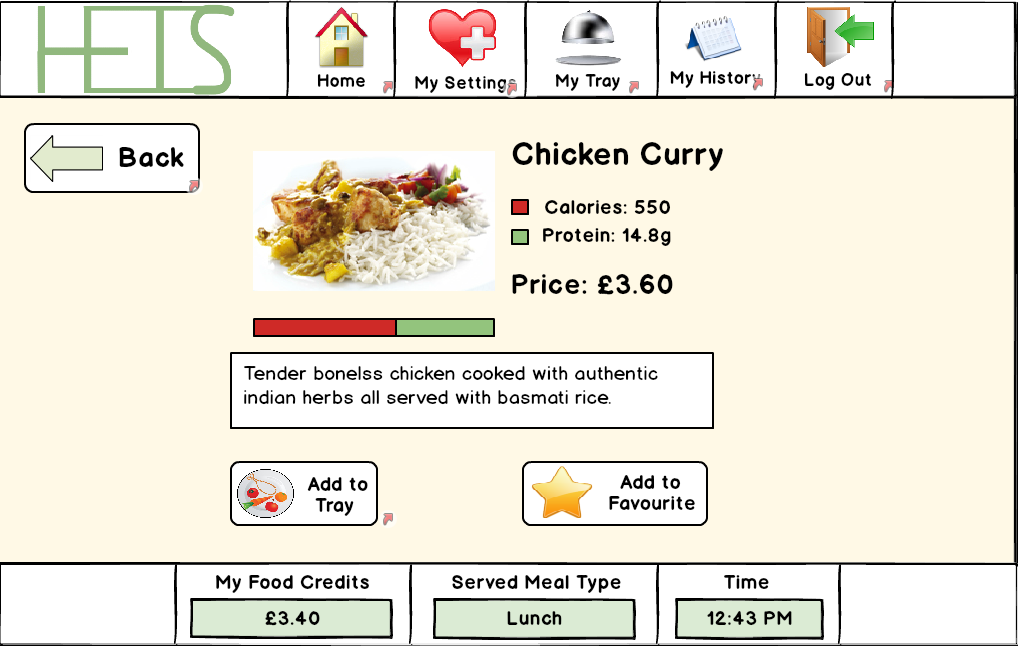 HETS
Home
My Settings
My Tray
My History
Log Out
Back
Chicken Curry
Calories: 550
Protein: 14.8g
Price: £3.60
Tender bonelss chicken cooked with authentic
indian herbs all served with basmati rice.
Add to
Tray
Add to
Favourite
My Food Credits
£3.40
Served Meal Type
Lunch
Time
12:43 PM